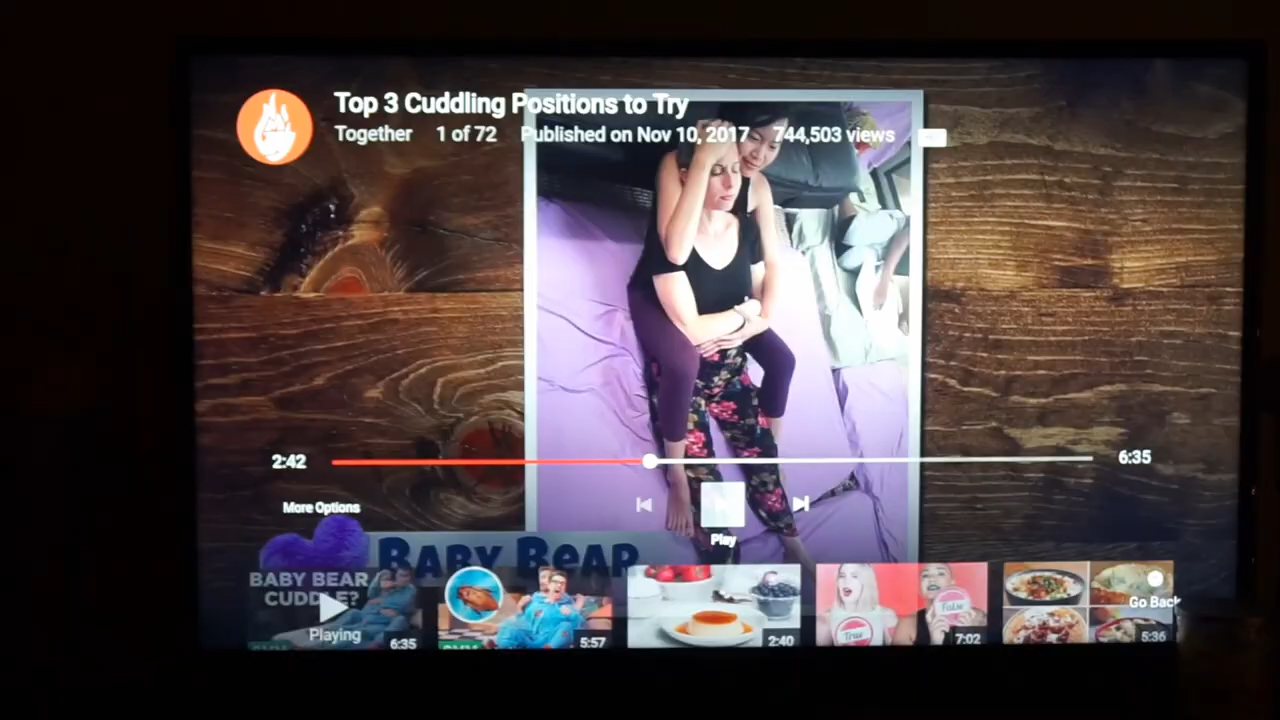 Top 3 Cuddling Positions to Try
Together 1 of 72 Published on Nov 10, 2017 744,503 views
2:42
6:35
More Options
Play
BABY BEAR
BABY BEAR
CUDDLE?
Playing
6:35
5:57
2:40
True
False
7:02
Go Back
5:36